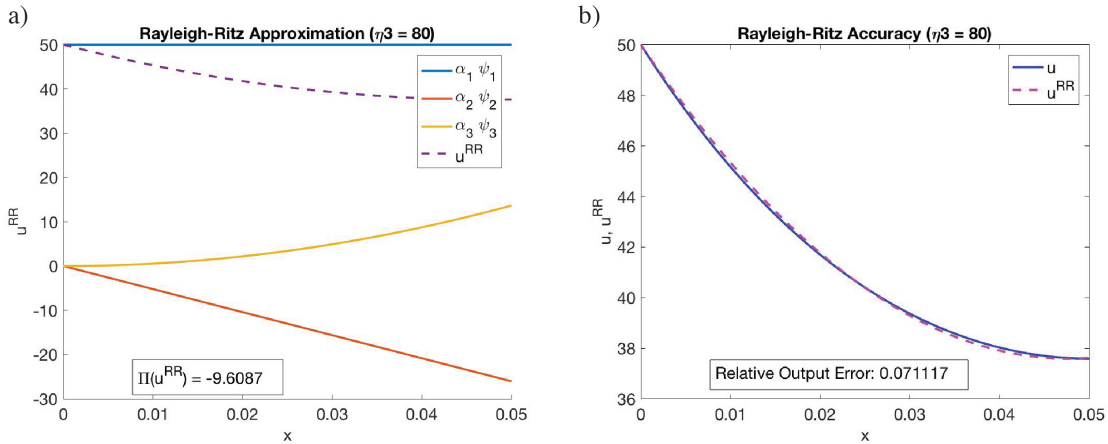 a)
Rayleigh-Ritz Approximation (η3 = 80)
50
40
30
20
10
0
-10
-20
-30
u^RR
α₁ ψ₁
α₂ ψ₂
α₃ ψ₃
u^RR
Π(u^RR) = -9.6087
0
0.01
0.02
0.03
0.04
0.05
x
b)
Rayleigh-Ritz Accuracy (η3 = 80)
50
48
46
44
42
40
38
36
u, u^RR
u
u^RR
Relative Output Error: 0.071117
0
0.01
0.02
0.03
0.04
0.05
x